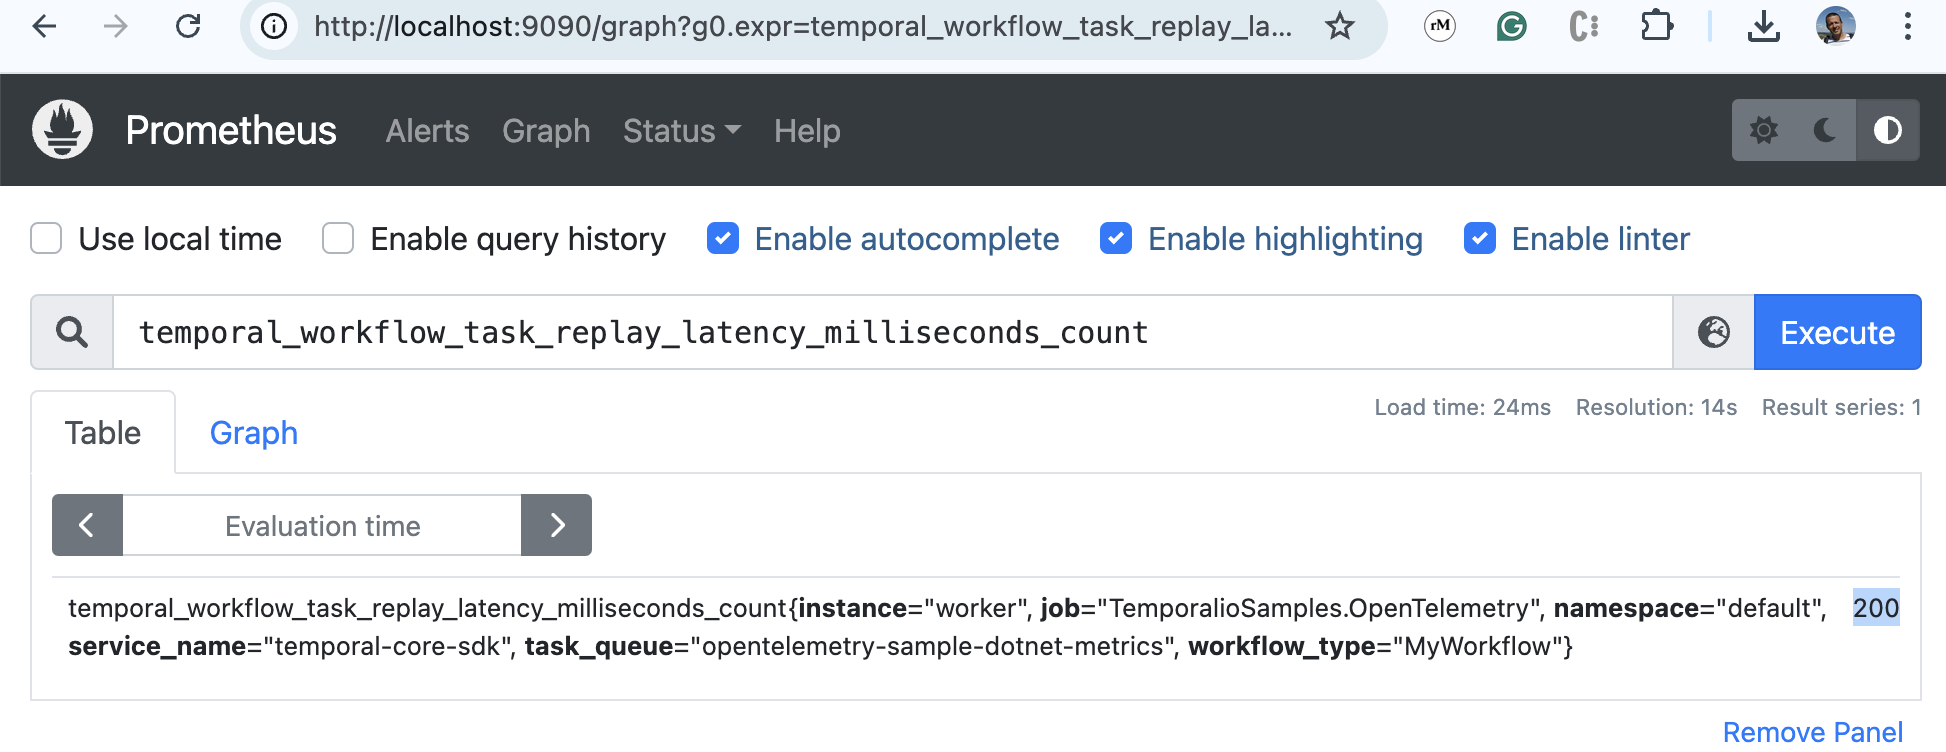 http://localhost:9090/graph?g0.expr=temporal_workflow_task_replay_la...
rM
G
Prometheus Alerts Graph Status Help
Use local time Enable query history Enable autocomplete Enable highlighting Enable linter
temporal_workflow_task_replay_latency_milliseconds_count Execute
Load time: 24ms Resolution: 14s Result series: 1
Table Graph
Evaluation time
temporal_workflow_task_replay_latency_milliseconds_count{instance="worker", job="TemporalioSamples.OpenTelemetry", namespace="default", 200
service_name="temporal-core-sdk", task_queue="opentelemetry-sample-dotnet-metrics", workflow_type="MyWorkflow"}
Remove Panel